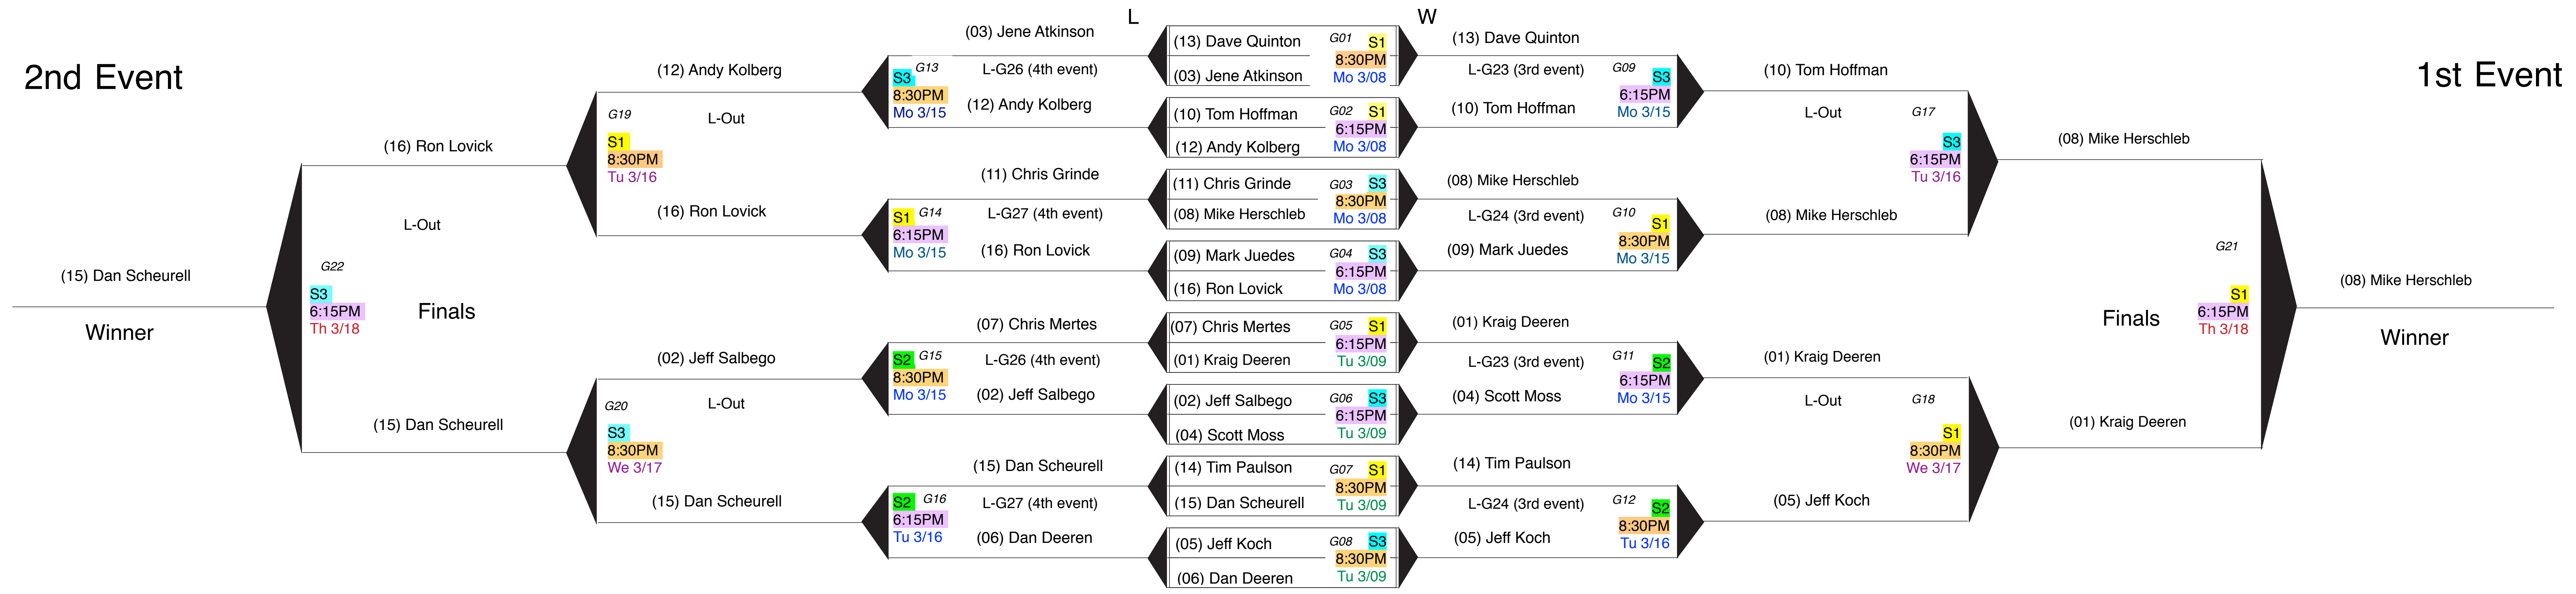 L
W
2nd Event
1st Event
(15) Dan Scheurell
Winner
G22
S3
6:15PM
Th 3/18
(16) Ron Lovick
L-Out
Finals
(15) Dan Scheurell
G19
S1
8:30PM
Tu 3/16
(12) Andy Kolberg
L-Out
(16) Ron Lovick
G20
S3
8:30PM
We 3/17
(02) Jeff Salbego
L-Out
(15) Dan Scheurell
S3 G13
8:30PM
Mo 3/15
(03) Jene Atkinson
L-G26 (4th event)
(12) Andy Kolberg
S1 G14
6:15PM
Mo 3/15
(11) Chris Grinde
L-G27 (4th event)
(16) Ron Lovick
S2 G15
8:30PM
Mo 3/15
(07) Chris Mertes
L-G26 (4th event)
(02) Jeff Salbego
S2 G16
6:15PM
Tu 3/16
(15) Dan Scheurell
L-G27 (4th event)
(06) Dan Deeren
(13) Dave Quinton G01 S1
8:30PM
(03) Jene Atkinson Mo 3/08
(10) Tom Hoffman G02 S1
6:15PM
(12) Andy Kolberg Mo 3/08
(11) Chris Grinde G03 S3
8:30PM
(08) Mike Herschleb Mo 3/08
(09) Mark Juedes G04 S3
6:15PM
(16) Ron Lovick Mo 3/08
(07) Chris Mertes G05 S1
6:15PM
(01) Kraig Deeren Tu 3/09
(02) Jeff Salbego G06 S3
6:15PM
(04) Scott Moss Tu 3/09
(14) Tim Paulson G07 S1
8:30PM
(15) Dan Scheurell Tu 3/09
(05) Jeff Koch G08 S3
8:30PM
(06) Dan Deeren Tu 3/09
(13) Dave Quinton
L-G23 (3rd event)
(10) Tom Hoffman
G09 S3
6:15PM
Mo 3/15
(08) Mike Herschleb
L-G24 (3rd event)
(09) Mark Juedes
G10 S1
8:30PM
Mo 3/15
(01) Kraig Deeren
L-G23 (3rd event)
(04) Scott Moss
G11 S2
6:15PM
Mo 3/15
(14) Tim Paulson
L-G24 (3rd event)
(05) Jeff Koch
G12 S2
8:30PM
Tu 3/16
(10) Tom Hoffman
L-Out
(08) Mike Herschleb
G17
S3
6:15PM
Tu 3/16
(01) Kraig Deeren
L-Out
(05) Jeff Koch
G18
S1
8:30PM
We 3/17
(08) Mike Herschleb
Finals
(01) Kraig Deeren
G21
S1
6:15PM
Th 3/18
(08) Mike Herschleb
Winner